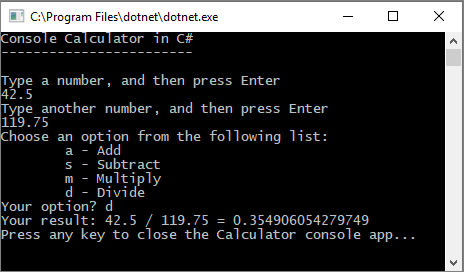 C:\Program Files\dotnet\dotnet.exe
Console Calculator in C#
------------------------
Type a number, and then press Enter
42.5
Type another number, and then press Enter
119.75
Choose an option from the following list:
a - Add
s - Subtract
m - Multiply
d - Divide
Your option? d
Your result: 42.5 / 119.75 = 0.354906054279749
Press any key to close the Calculator console app...